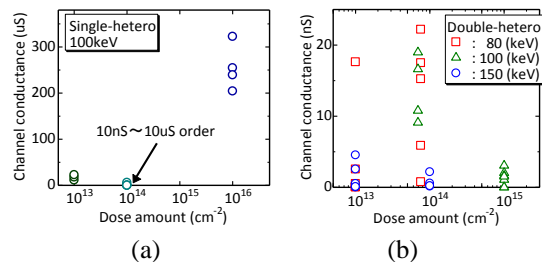 Channel conductance (uS)
300
200
100
0
Single-hetero
100keV
10nS～10uS order
10^13
10^14
10^15
10^16
Dose amount (cm^-2)
(a)
Channel conductance (nS)
20
10
0
Double-hetero
: 80 (keV)
: 100 (keV)
: 150 (keV)
10^13
10^14
10^15
Dose amount (cm^-2)
(b)